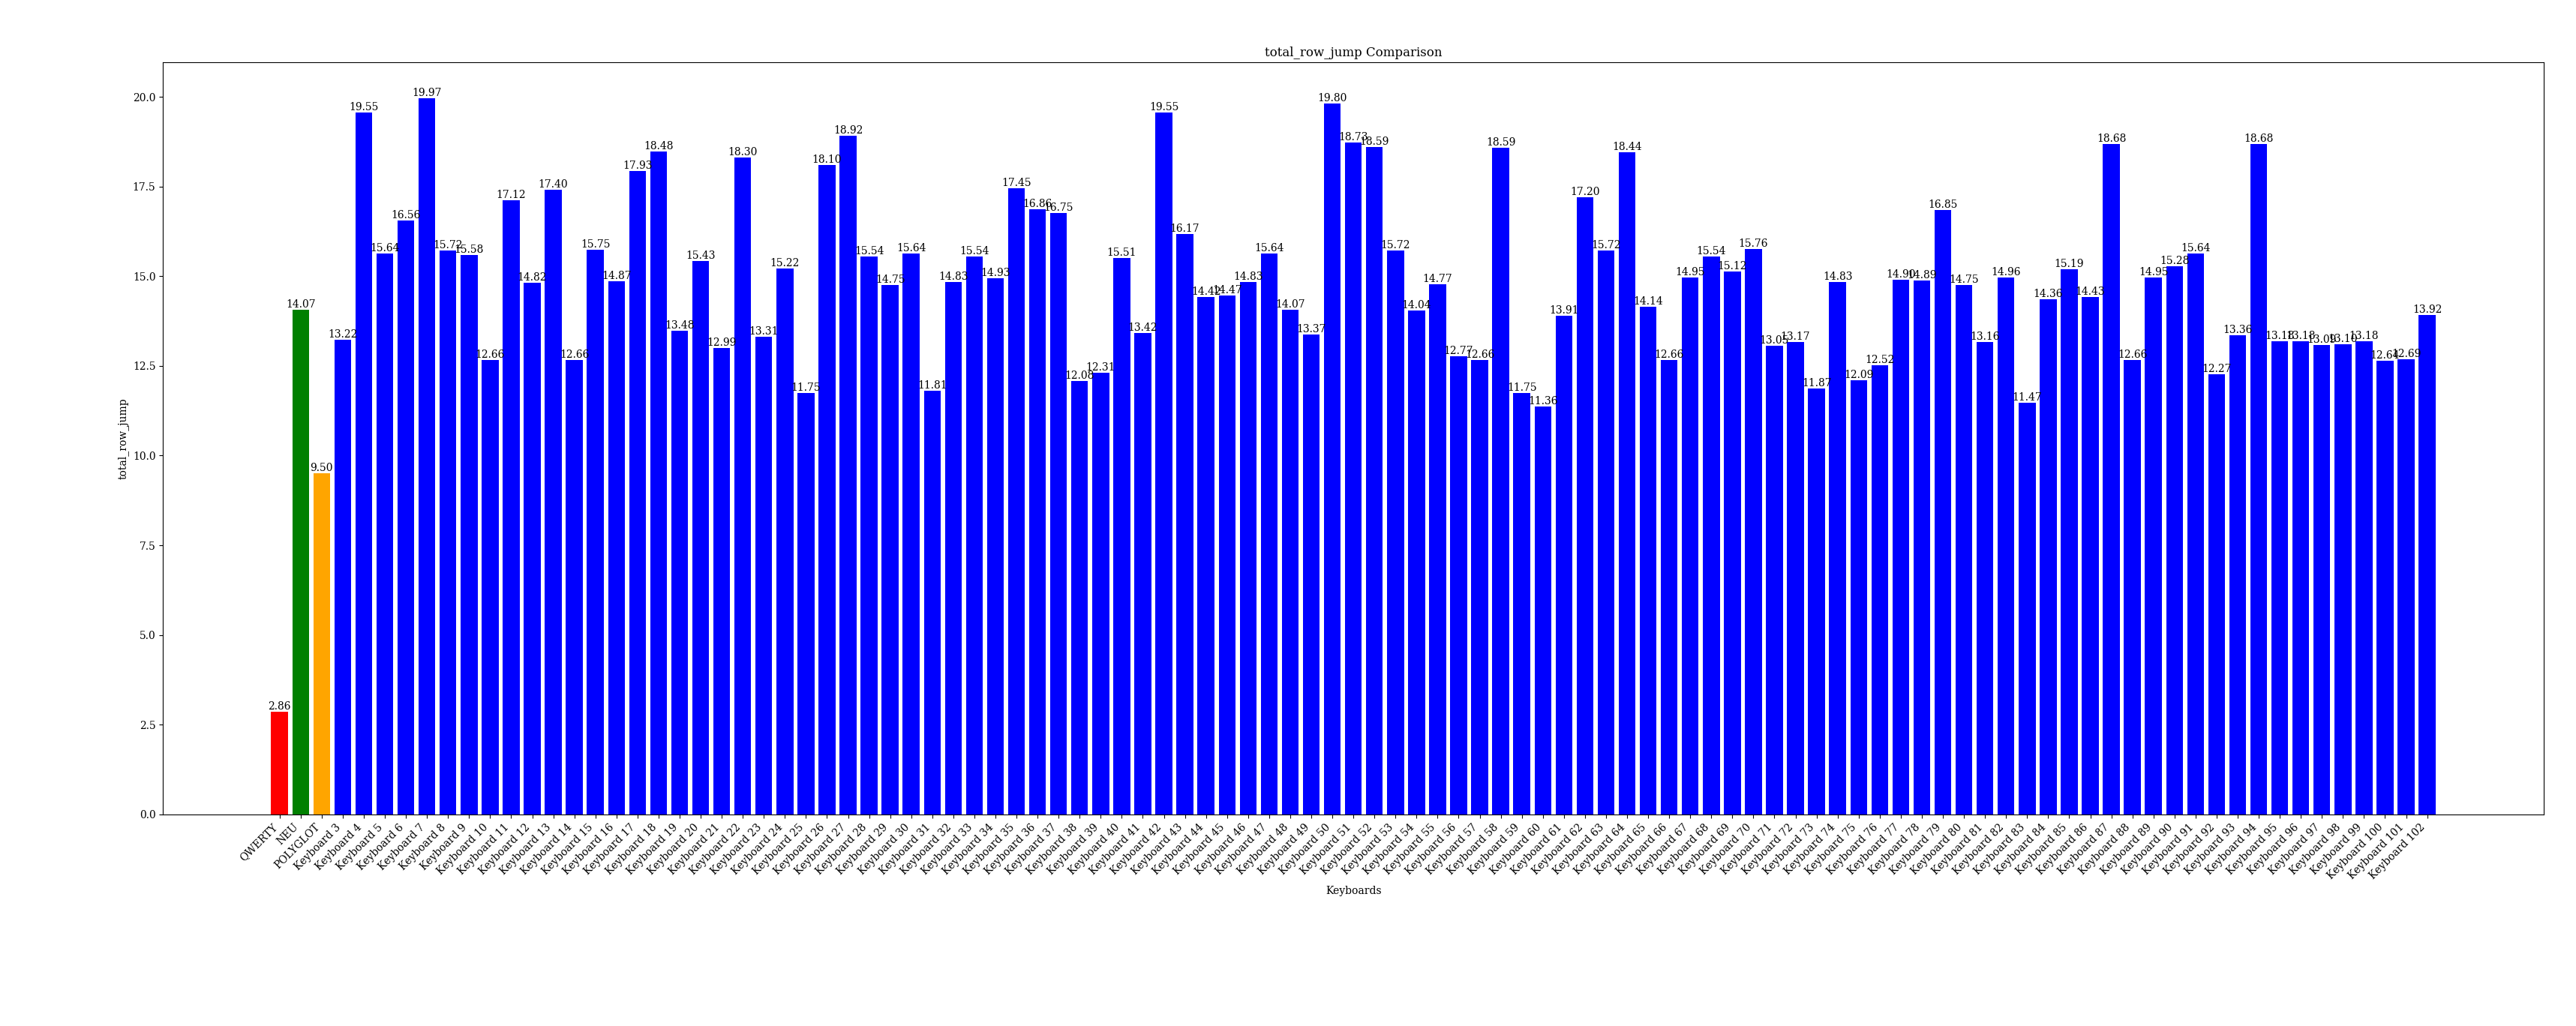 total_row_jump Comparison
total_row_jump
20.0
17.5
15.0
12.5
10.0
7.5
5.0
2.5
0.0
2.86
14.07
9.50
13.22
19.55
15.64
16.56
19.97
15.72
15.58
12.66
17.12
14.82
17.40
12.66
15.75
14.87
17.93
18.48
13.48
15.43
12.99
18.30
13.31
15.22
11.75
18.10
18.92
15.54
14.75
15.64
11.81
14.83
15.54
14.93
17.45
16.86
16.75
12.08
12.31
15.51
13.42
19.55
16.17
14.42
14.47
14.83
15.64
14.07
13.37
19.80
18.73
18.59
15.72
14.04
14.77
12.77
12.66
18.59
11.75
11.36
13.91
17.20
15.72
18.44
14.14
12.66
14.95
15.54
15.12
15.76
13.05
13.17
11.87
14.83
12.09
12.52
14.90
14.89
16.85
14.75
13.16
14.96
11.47
14.36
15.19
14.43
18.68
12.66
14.95
15.28
15.64
12.27
13.36
18.68
13.18
13.18
13.09
13.10
13.18
12.64
12.69
13.92
QWERTY
NEU
POLYGLOT
Keyboard 3
Keyboard 4
Keyboard 5
Keyboard 6
Keyboard 7
Keyboard 8
Keyboard 9
Keyboard 10
Keyboard 11
Keyboard 12
Keyboard 13
Keyboard 14
Keyboard 15
Keyboard 16
Keyboard 17
Keyboard 18
Keyboard 19
Keyboard 20
Keyboard 21
Keyboard 22
Keyboard 23
Keyboard 24
Keyboard 25
Keyboard 26
Keyboard 27
Keyboard 28
Keyboard 29
Keyboard 30
Keyboard 31
Keyboard 32
Keyboard 33
Keyboard 34
Keyboard 35
Keyboard 36
Keyboard 37
Keyboard 38
Keyboard 39
Keyboard 40
Keyboard 41
Keyboard 42
Keyboard 43
Keyboard 44
Keyboard 45
Keyboard 46
Keyboard 47
Keyboard 48
Keyboard 49
Keyboard 50
Keyboard 51
Keyboard 52
Keyboard 53
Keyboard 54
Keyboard 55
Keyboard 56
Keyboard 57
Keyboard 58
Keyboard 59
Keyboard 60
Keyboard 61
Keyboard 62
Keyboard 63
Keyboard 64
Keyboard 65
Keyboard 66
Keyboard 67
Keyboard 68
Keyboard 69
Keyboard 70
Keyboard 71
Keyboard 72
Keyboard 73
Keyboard 74
Keyboard 75
Keyboard 76
Keyboard 77
Keyboard 78
Keyboard 79
Keyboard 80
Keyboard 81
Keyboard 82
Keyboard 83
Keyboard 84
Keyboard 85
Keyboard 86
Keyboard 87
Keyboard 88
Keyboard 89
Keyboard 90
Keyboard 91
Keyboard 92
Keyboard 93
Keyboard 94
Keyboard 95
Keyboard 96
Keyboard 97
Keyboard 98
Keyboard 99
Keyboard 100
Keyboard 101
Keyboard 102
Keyboards